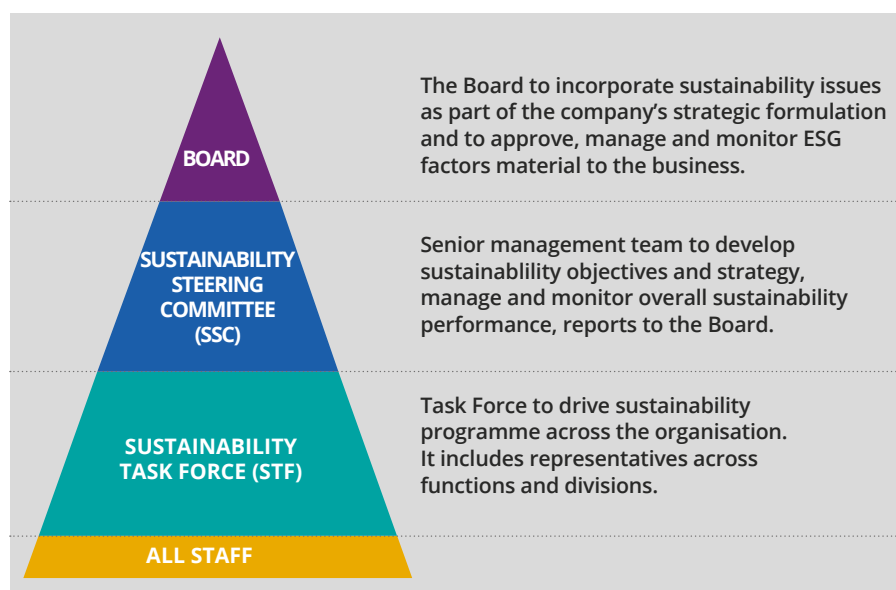 BOARD
The Board to incorporate sustainability issues
as part of the company’s strategic formulation
and to approve, manage and monitor ESG
factors material to the business.
SUSTAINABILITY
STEERING
COMMITTEE
(SSC)
Senior management team to develop
sustainablility objectives and strategy,
manage and monitor overall sustainability
performance, reports to the Board.
SUSTAINABILITY
TASK FORCE (STF)
Task Force to drive sustainability
programme across the organisation.
It includes representatives across
functions and divisions.
ALL STAFF